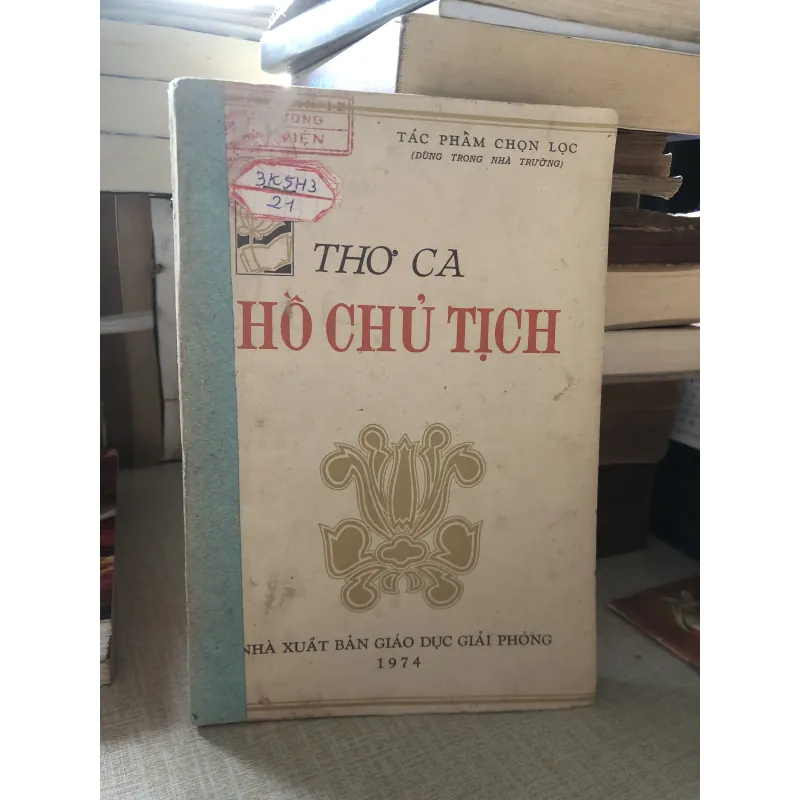 TÁC PHẨM CHỌN LỌC
(DÙNG TRONG NHÀ TRƯỜNG)
3K5H3
21
THƠ CA
HỒ CHỦ TỊCH
NHÀ XUẤT BẢN GIÁO DỤC GIẢI PHÓNG
1974